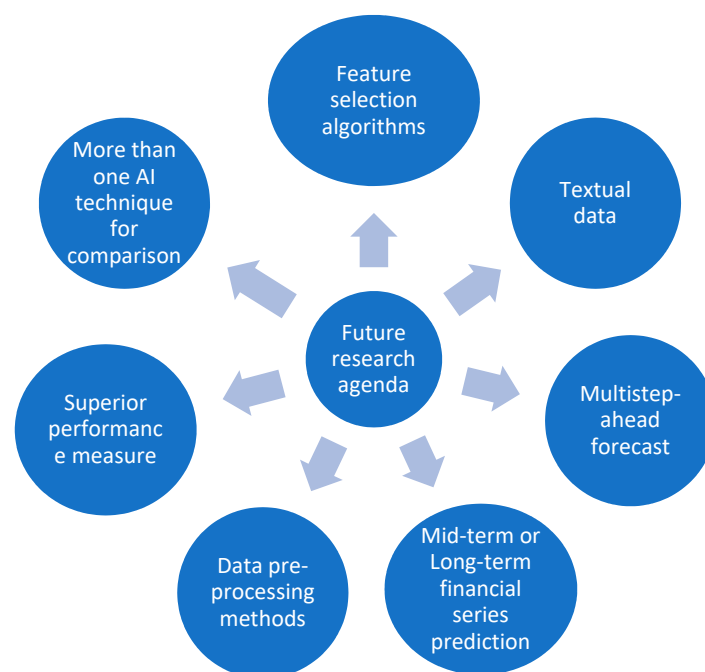 Feature
selection
algorithms
More than
one AI
technique
for
comparison
Textual
data
Future
research
agenda
Superior
performanc
e measure
Multistep-
ahead
forecast
Data pre-
processing
methods
Mid-term or
Long-term
financial
series
prediction